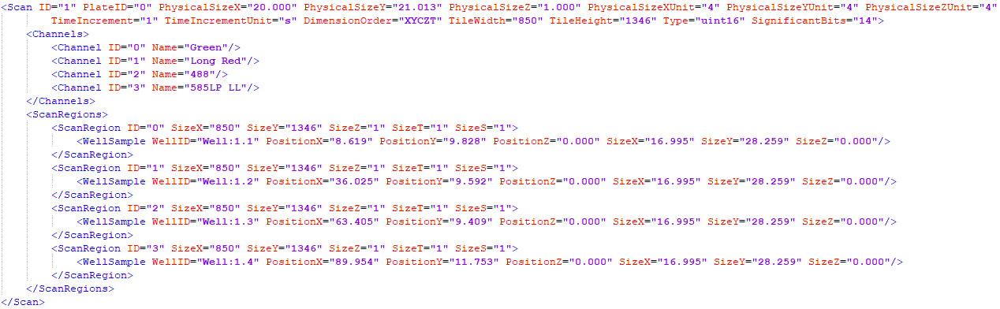 <Scan ID="1" PlateID="0" PhysicalSizeX="20.000" PhysicalSizeY="21.013" PhysicalSizeZ="1.000" PhysicalSizeXUnit="4" PhysicalSizeYUnit="4" PhysicalSizeZUnit="4"
TimeIncrement="1" TimeIncrementUnit="s" DimensionOrder="XYCZT" TileWidth="850" TileHeight="1346" Type="uint16" SignificantBits="14">
<Channels>
<Channel ID="0" Name="Green"/>
<Channel ID="1" Name="Long Red"/>
<Channel ID="2" Name="488"/>
<Channel ID="3" Name="585LP LL"/>
</Channels>
<ScanRegions>
<ScanRegion ID="0" SizeX="850" SizeY="1346" SizeZ="1" SizeT="1" SizeS="1">
<WellSample WellID="Well:1.1" PositionX="8.619" PositionY="9.828" PositionZ="0.000" SizeX="16.995" SizeY="28.259" SizeZ="0.000"/>
</ScanRegion>
<ScanRegion ID="1" SizeX="850" SizeY="1346" SizeZ="1" SizeT="1" SizeS="1">
<WellSample WellID="Well:1.2" PositionX="36.025" PositionY="9.592" PositionZ="0.000" SizeX="16.995" SizeY="28.259" SizeZ="0.000"/>
</ScanRegion>
<ScanRegion ID="2" SizeX="850" SizeY="1346" SizeZ="1" SizeT="1" SizeS="1">
<WellSample WellID="Well:1.3" PositionX="63.405" PositionY="9.409" PositionZ="0.000" SizeX="16.995" SizeY="28.259" SizeZ="0.000"/>
</ScanRegion>
<ScanRegion ID="3" SizeX="850" SizeY="1346" SizeZ="1" SizeT="1" SizeS="1">
<WellSample WellID="Well:1.4" PositionX="89.954" PositionY="11.753" PositionZ="0.000" SizeX="16.995" SizeY="28.259" SizeZ="0.000"/>
</ScanRegion>
</ScanRegions>
</Scan>